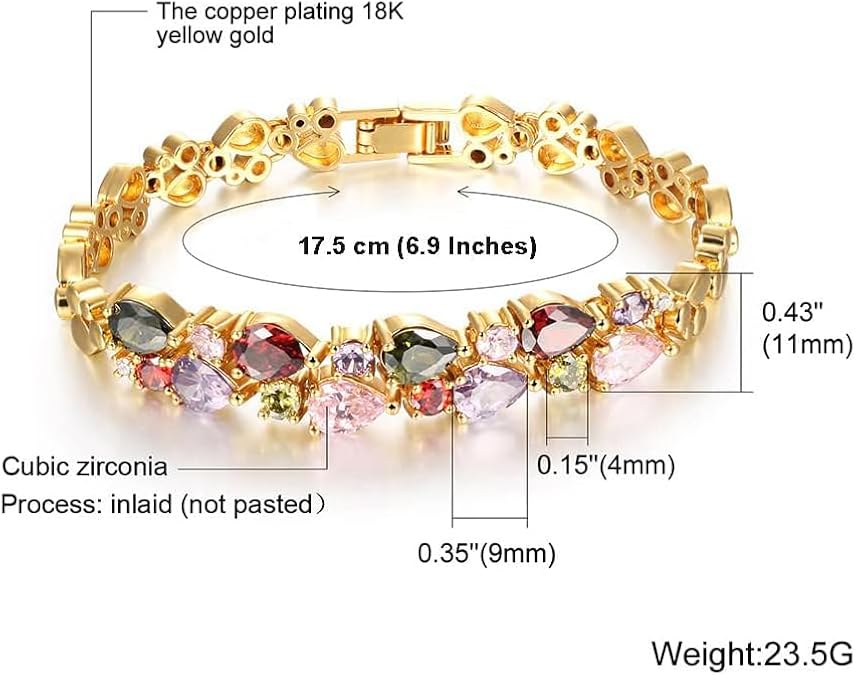 The copper plating 18K
yellow gold
17.5 cm (6.9 Inches)
0.43"
(11mm)
Cubic zirconia
Process: inlaid (not pasted）
0.15"(4mm)
0.35"(9mm)
Weight:23.5G